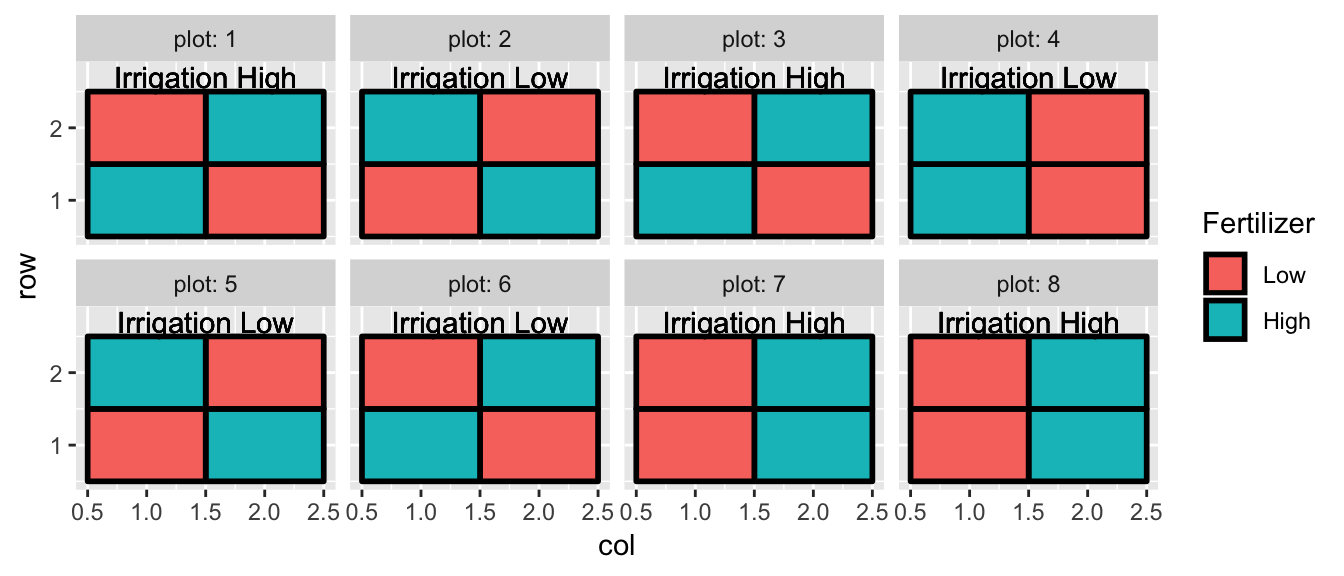 plot: 1
plot: 2
plot: 3
plot: 4
Irrigation High
Irrigation Low
Irrigation High
Irrigation Low
2
1
plot: 5
plot: 6
plot: 7
plot: 8
Irrigation Low
Irrigation Low
Irrigation High
Irrigation High
2
1
0.5 1.0 1.5 2.0 2.5
0.5 1.0 1.5 2.0 2.5
0.5 1.0 1.5 2.0 2.5
0.5 1.0 1.5 2.0 2.5
col
row
Fertilizer
Low
High